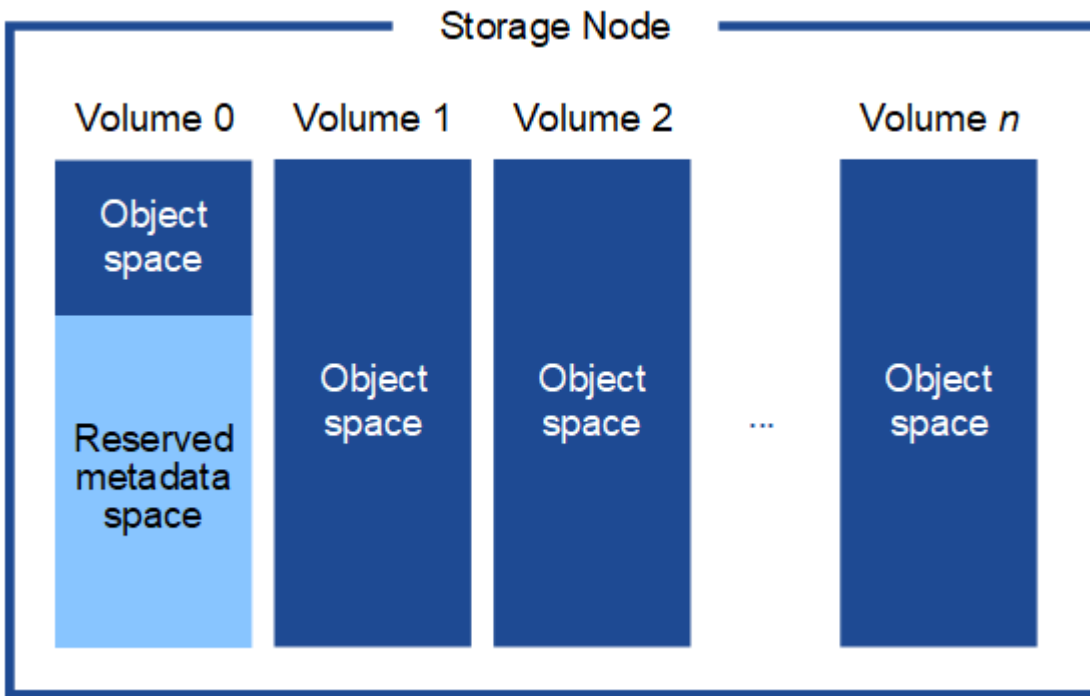 Storage Node
Volume 0
Volume 1
Volume 2
Volume n
Object
space
Reserved
metadata
space
Object
space
Object
space
...
Object
space